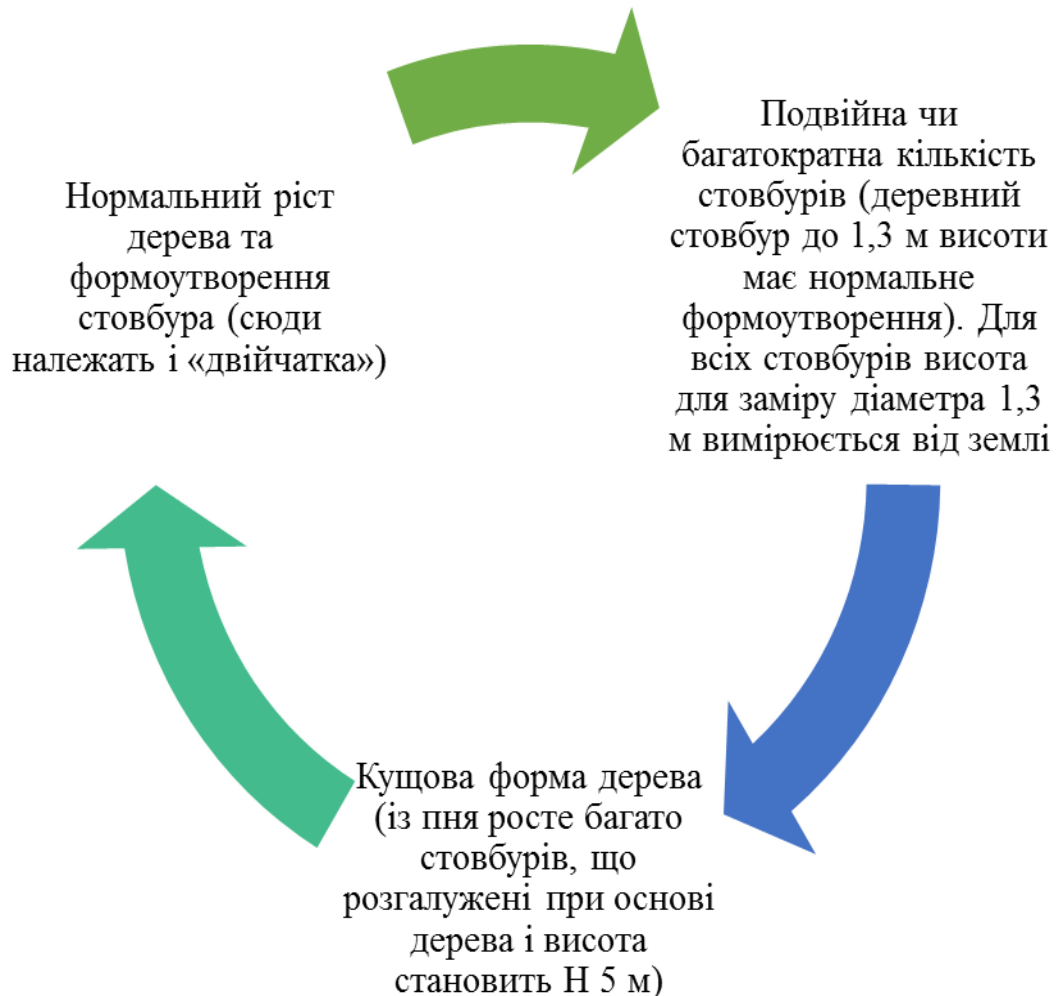 Нормальний ріст
дерева та
формоутворення
стовбура (сюди
належать і «двійчатка»)
Подвійна чи
багатократна кількість
стовбурів (деревний
стовбур до 1,3 м висоти
має нормальне
формоутворення). Для
всіх стовбурів висота
для заміру діаметра 1,3
м вимірюється від землі
Кущова форма дерева
(із пня росте багато
стовбурів, що
розгалужені при основі
дерева і висота
становить Н 5 м)